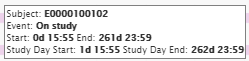 Subject: E0000100102
Event: On study
Start: 0d 15:55 End: 261d 23:59
Study Day Start: 1d 15:55 Study Day End: 262d 23:59